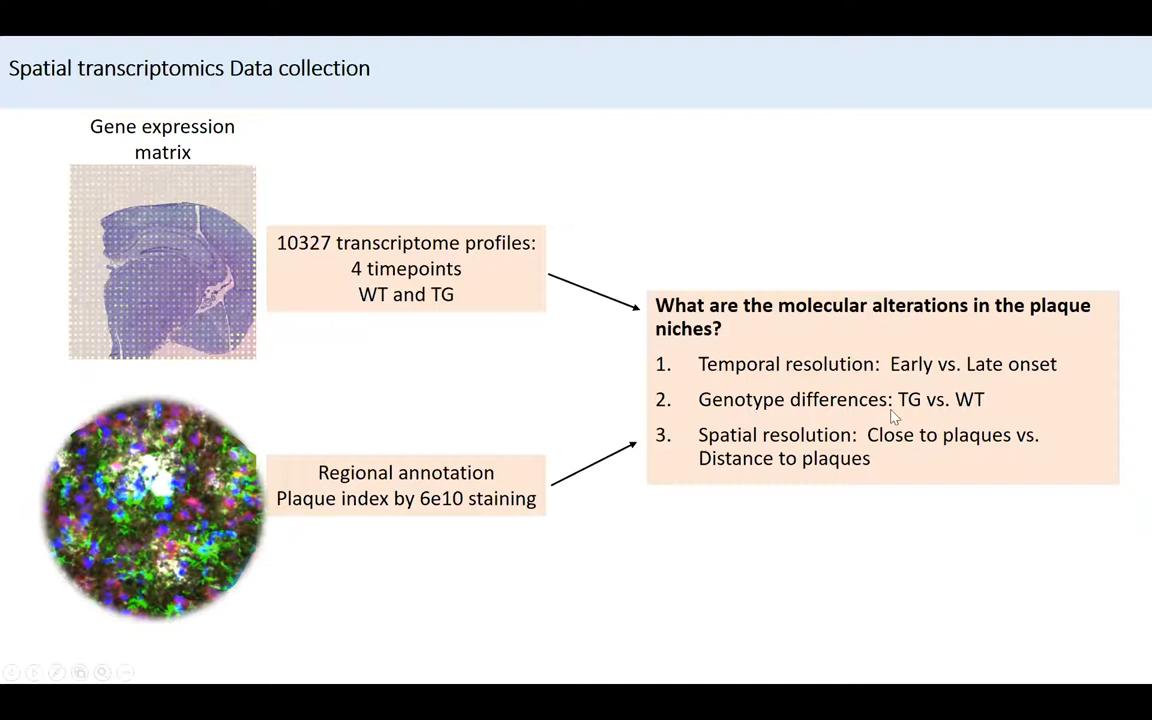 Spatial transcriptomics Data collection
Gene expression
matrix
10327 transcriptome profiles:
4 timepoints
WT and TG
Regional annotation
Plaque index by 6e10 staining
What are the molecular alterations in the plaque
niches?
1. Temporal resolution: Early vs. Late onset
2. Genotype differences: TG vs. WT
3. Spatial resolution: Close to plaques vs.
Distance to plaques